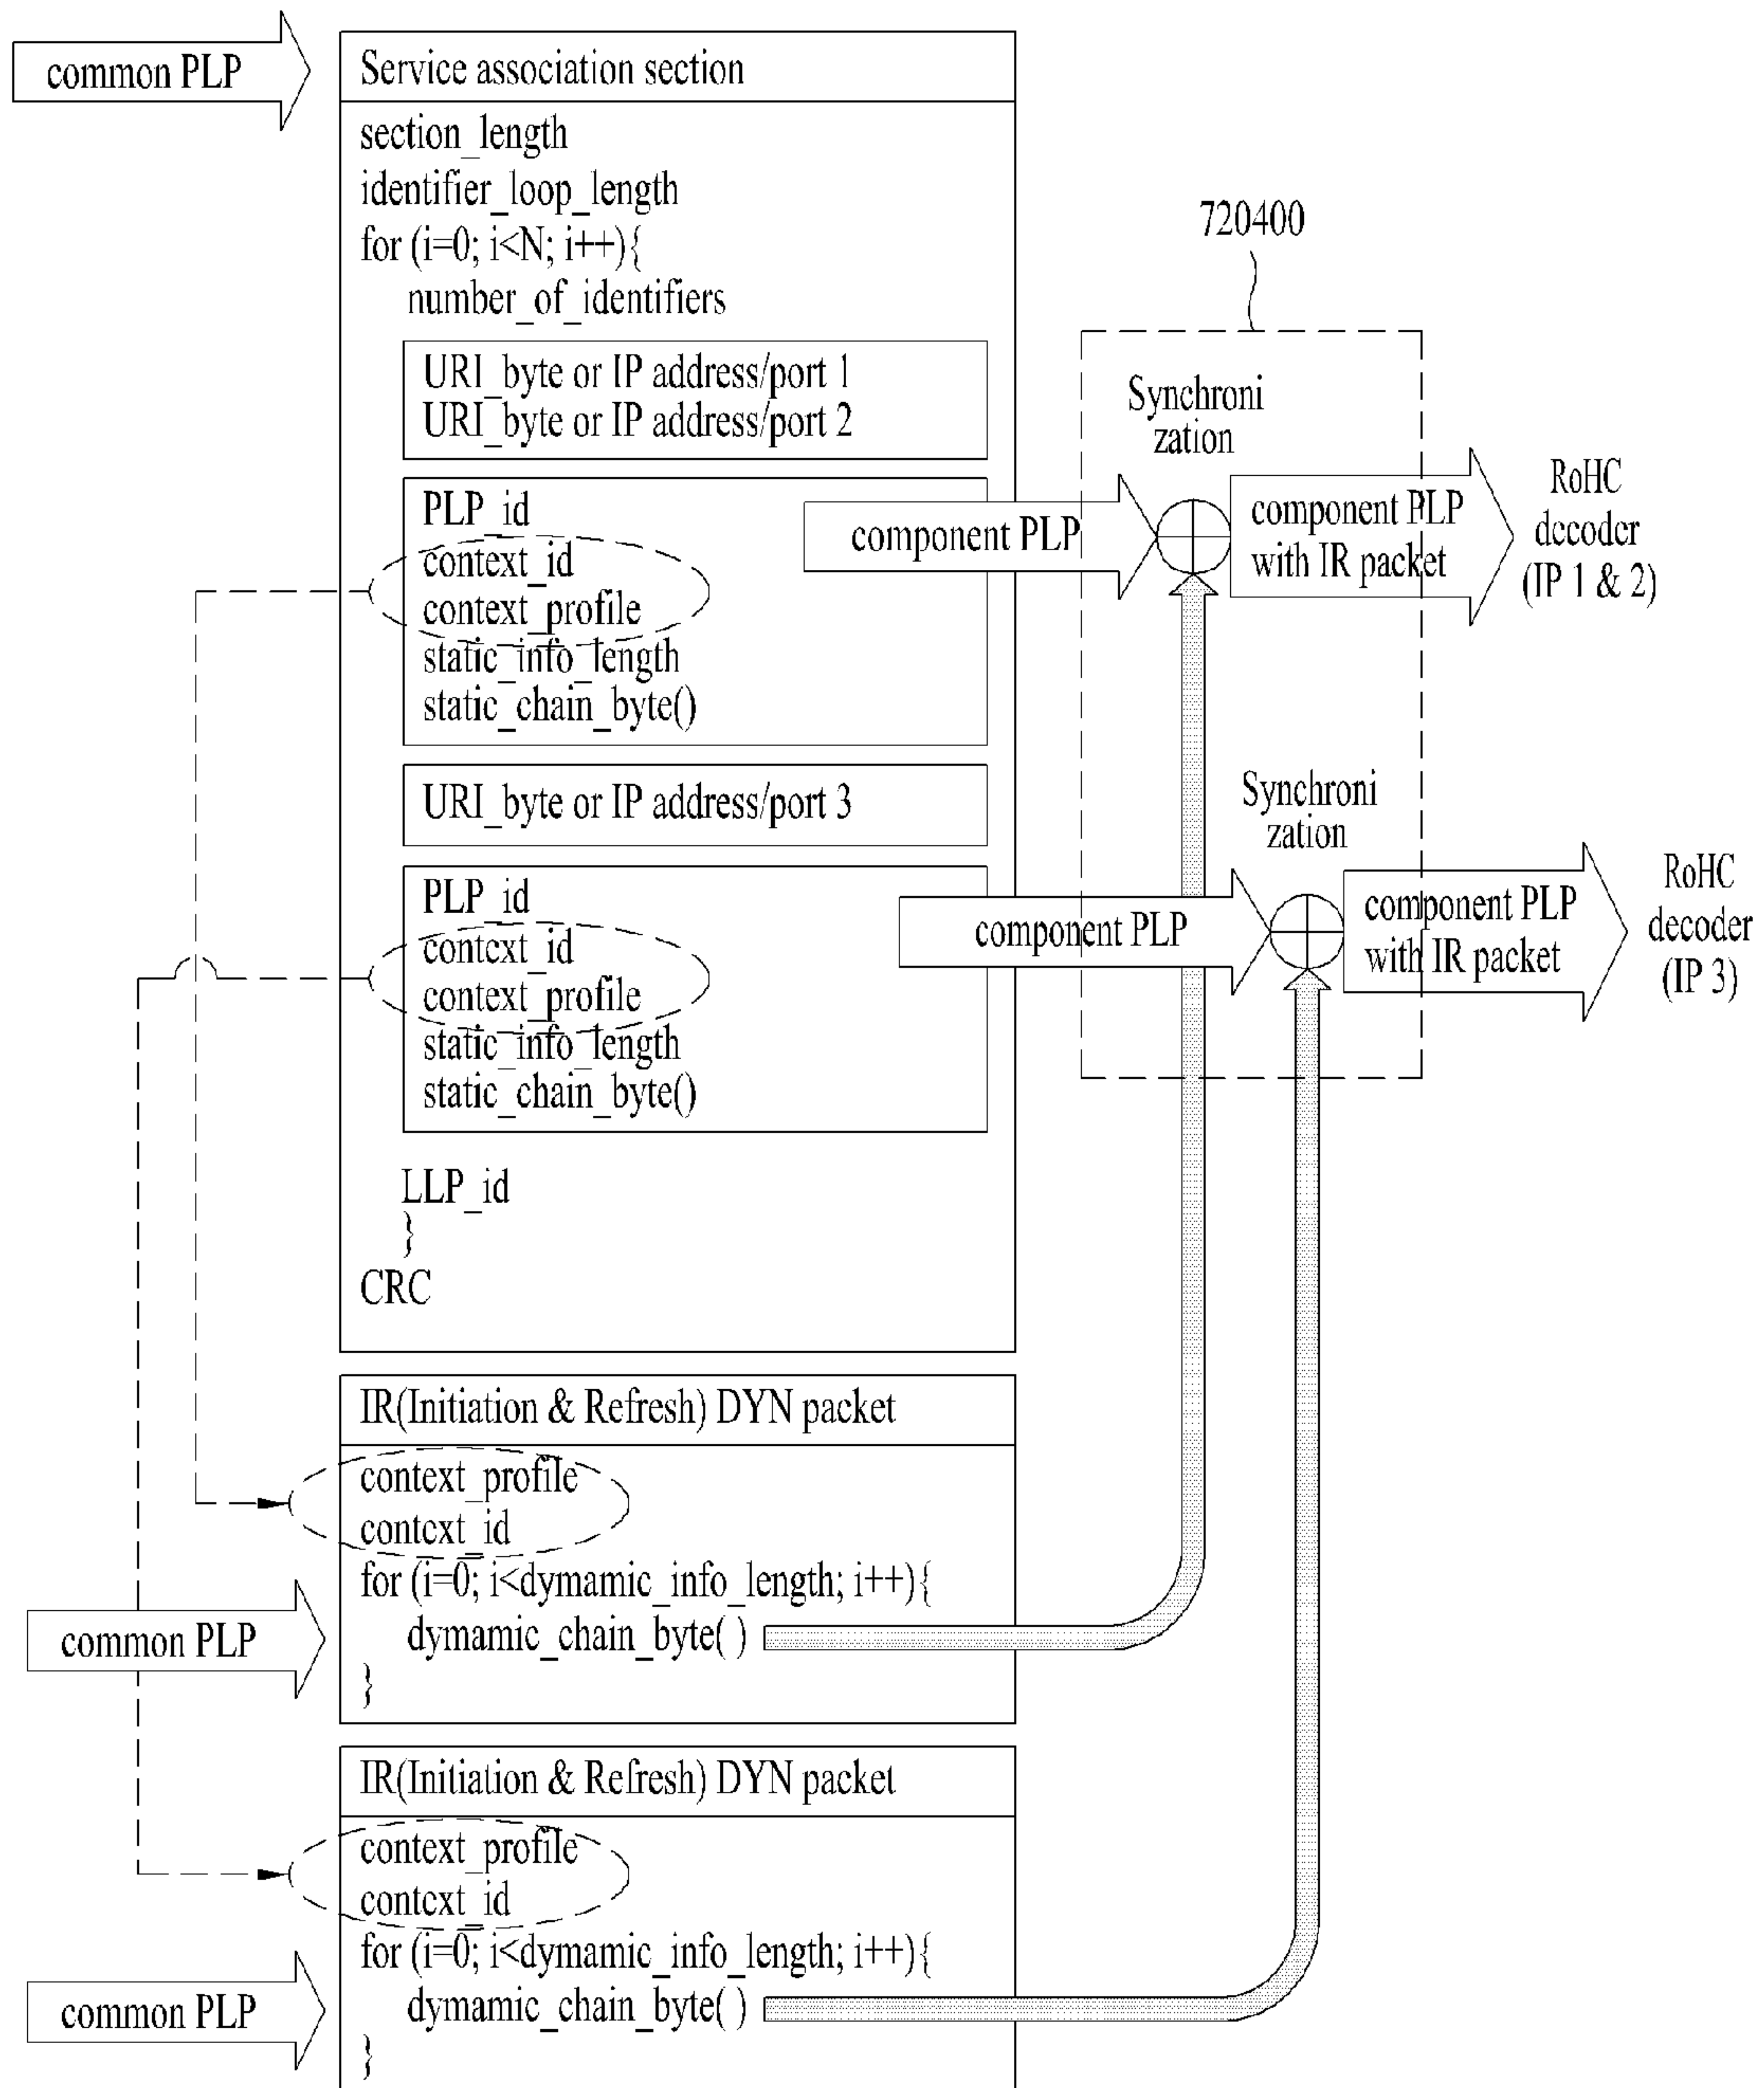 common PLP
Service association section
section_length
identifier_loop_length
for (i=0; i<N; i++){
number_of_identifiers
URI_byte or IP address/port 1
URI_byte or IP address/port 2
PLP_id
context_id
context_profile
static_info_length
static_chain_byte()
URI_byte or IP address/port 3
PLP_id
context_id
context_profile
static_info_length
static_chain_byte()
LLP_id
}
CRC
720400
Synchroni
zation
component PLP
component PLP
with IR packet
RoHC
decoder
(IP 1 & 2)
Synchroni
zation
component PLP
component PLP
with IR packet
RoHC
decoder
(IP 3)
IR(Initiation & Refresh) DYN packet
context_profile
context_id
for (i=0; i<dymamic_info_length; i++){
common PLP
dymamic_chain_byte( )
}
IR(Initiation & Refresh) DYN packet
context_profile
context_id
for (i=0; i<dymamic_info_length; i++){
common PLP
dymamic_chain_byte( )
}